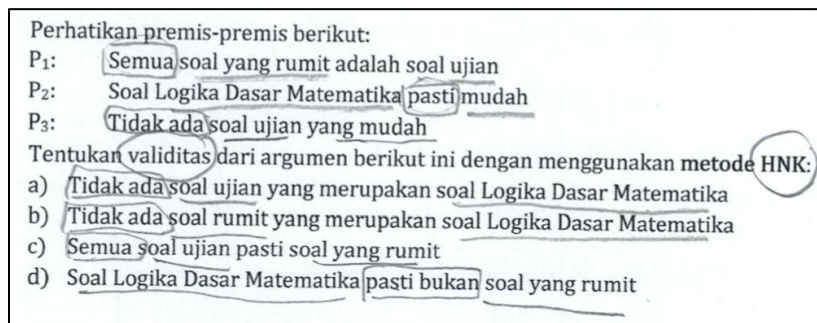 Perhatikan premis-premis berikut:
P₁: Semua soal yang rumit adalah soal ujian
P₂: Soal Logika Dasar Matematika pasti mudah
P₃: Tidak ada soal ujian yang mudah
Tentukan validitas dari argumen berikut ini dengan menggunakan metode HNK:
a) Tidak ada soal ujian yang merupakan soal Logika Dasar Matematika
b) Tidak ada soal rumit yang merupakan soal Logika Dasar Matematika
c) Semua soal ujian pasti soal yang rumit
d) Soal Logika Dasar Matematika pasti bukan soal yang rumit